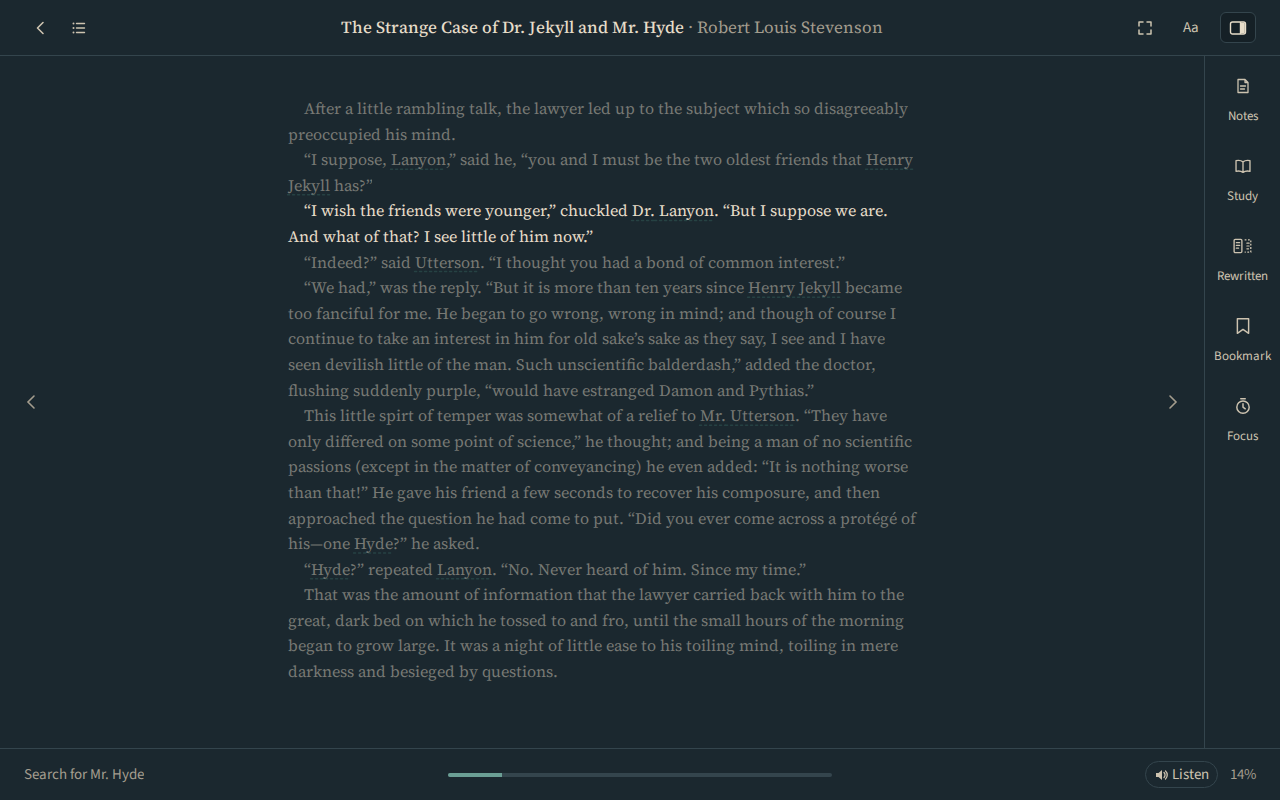 The Strange Case of Dr. Jekyll and Mr. Hyde · Robert Louis Stevenson
Aa
After a little rambling talk, the lawyer led up to the subject which so disagreeably
preoccupied his mind.
“I suppose, Lanyon,” said he, “you and I must be the two oldest friends that Henry
Jekyll has?”
“I wish the friends were younger,” chuckled Dr. Lanyon. “But I suppose we are.
And what of that? I see little of him now.”
“Indeed?” said Utterson. “I thought you had a bond of common interest.”
“We had,” was the reply. “But it is more than ten years since Henry Jekyll became
too fanciful for me. He began to go wrong, wrong in mind; and though of course I
continue to take an interest in him for old sake’s sake as they say, I see and I have
seen devilish little of the man. Such unscientific balderdash,” added the doctor,
flushing suddenly purple, “would have estranged Damon and Pythias.”
This little spirt of temper was somewhat of a relief to Mr. Utterson. “They have
only differed on some point of science,” he thought; and being a man of no scientific
passions (except in the matter of conveyancing) he even added: “It is nothing worse
than that!” He gave his friend a few seconds to recover his composure, and then
approached the question he had come to put. “Did you ever come across a protégé of
his—one Hyde?” he asked.
“Hyde?” repeated Lanyon. “No. Never heard of him. Since my time.”
That was the amount of information that the lawyer carried back with him to the
great, dark bed on which he tossed to and fro, until the small hours of the morning
began to grow large. It was a night of little ease to his toiling mind, toiling in mere
darkness and besieged by questions.
Notes
Study
Rewritten
Bookmark
Focus
Search for Mr. Hyde
Listen
14%